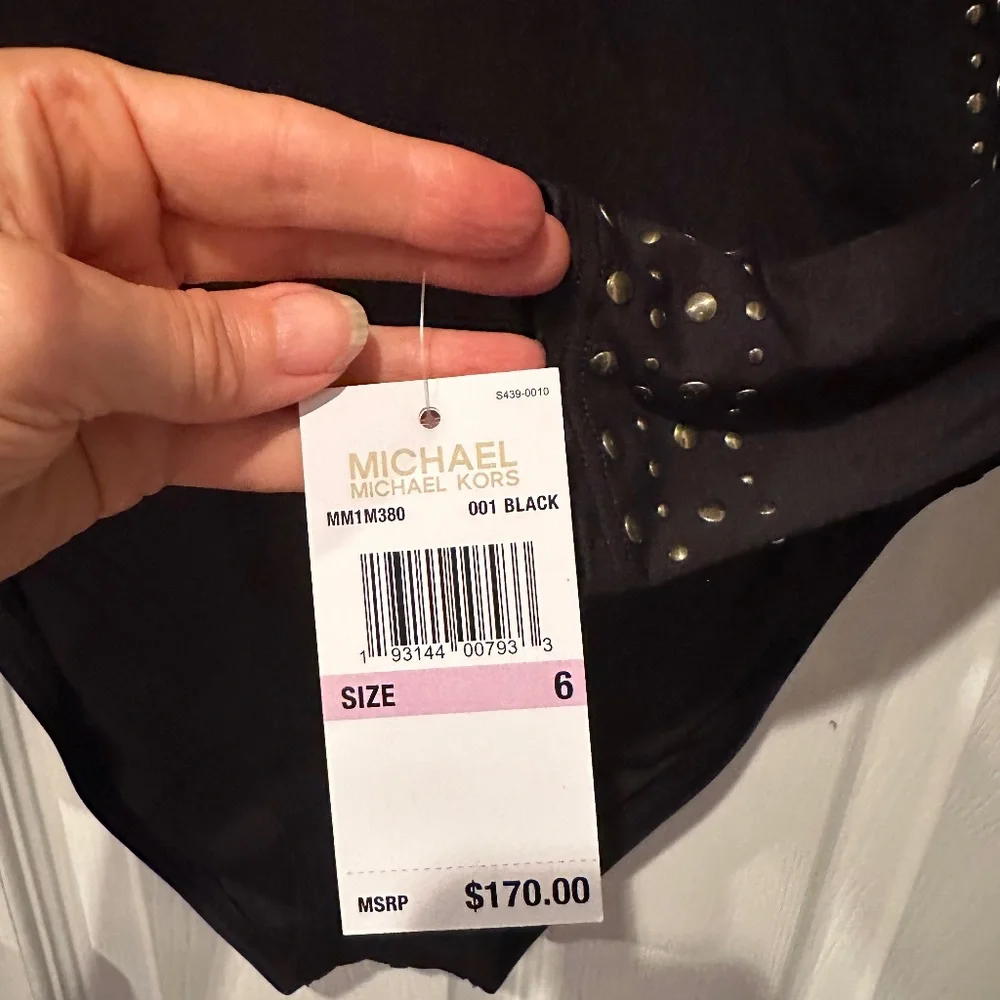 S439-0010
MICHAEL
MICHAEL KORS
MM1M380 001 BLACK
1 93144 00793 3
SIZE 6
MSRP $170.00